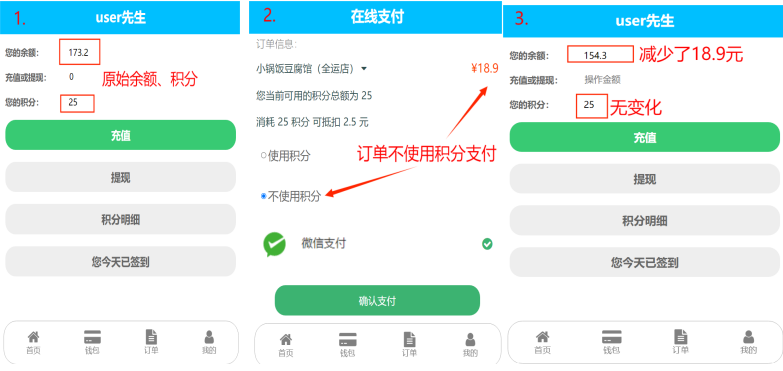 1.
user先生
您的余额： 173.2
充值或提现： 0
原始余额、积分
您的积分： 25
充值
提现
积分明细
您今天已签到
首页 钱包 订单 我的
2.
在线支付
订单信息：
小锅饭豆腐馆（全运店）
¥18.9
您当前可用的积分总额为 25
消耗 25 积分 可抵扣 2.5 元
订单不使用积分支付
使用积分
不使用积分
微信支付
确认支付
首页 钱包 订单 我的
3.
user先生
您的余额： 154.3
减少了18.9元
充值或提现： 操作金额
您的积分： 25
无变化
充值
提现
积分明细
您今天已签到
首页 钱包 订单 我的